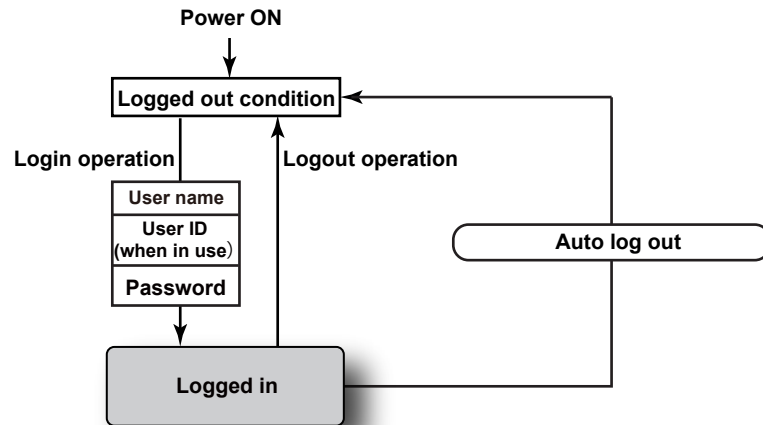 Power ON
Logged out condition
Login operation
Logout operation
User name
User ID
(when in use）
Password
Auto log out
Logged in